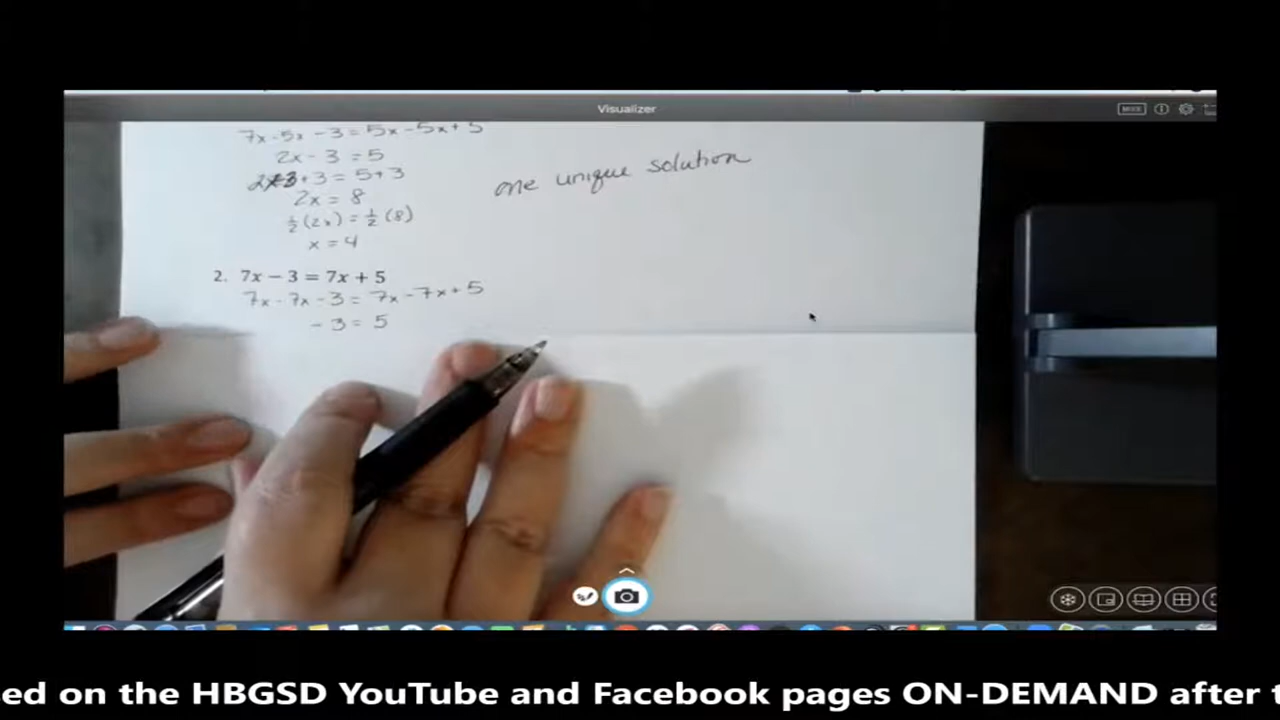 Visualizer
7x - 5x - 3 = 5x - 5x + 5
2x - 3 = 5
+ 3 = 5 + 3
2x = 8
½(2x) = ½(8)
x = 4
one unique solution
2. 7x − 3 = 7x + 5
7x - 7x - 3 = 7x - 7x + 5
- 3 = 5
ed on the HBGSD YouTube and Facebook pages ON-DEMAND after t